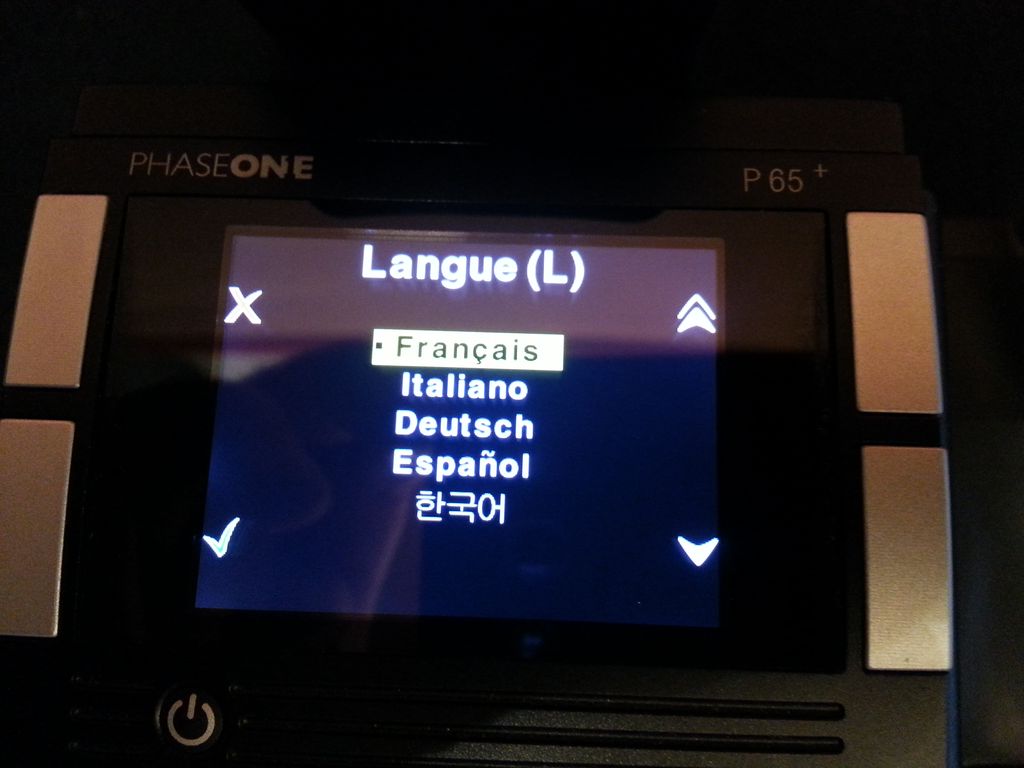 PHASEONE
P 65+
Langue (L)
X
· Français
Italiano
Deutsch
Español
한국어